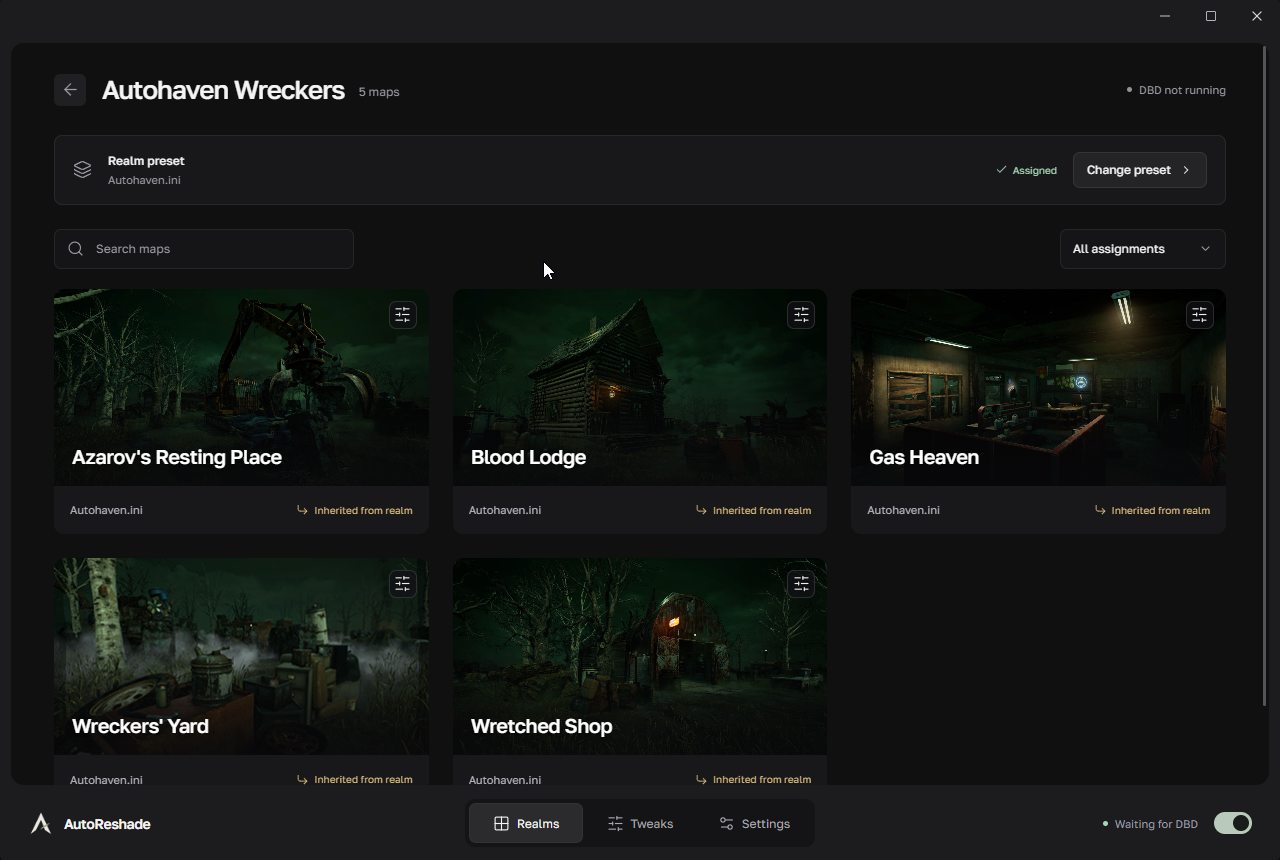 Autohaven Wreckers 5 maps
DBD not running
Realm preset
Autohaven.ini
Assigned
Change preset
Search maps
All assignments
Azarov's Resting Place
Autohaven.ini
Inherited from realm
Blood Lodge
Autohaven.ini
Inherited from realm
Gas Heaven
Autohaven.ini
Inherited from realm
Wreckers' Yard
Autohaven.ini
Inherited from realm
Wretched Shop
Autohaven.ini
Inherited from realm
AutoReshade
Realms
Tweaks
Settings
Waiting for DBD